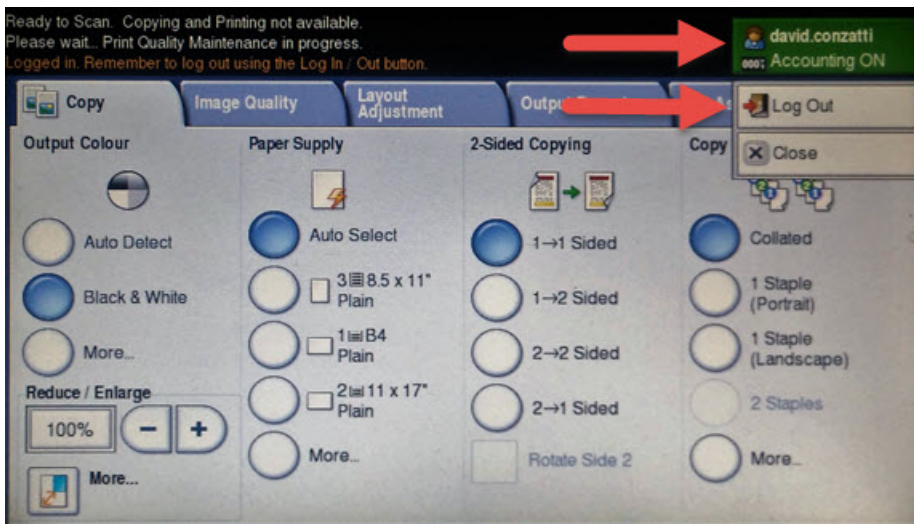 Ready to Scan. Copying and Printing not available.
Please wait... Print Quality Maintenance in progress.
Logged in. Remember to log out using the Log In / Out button.
david.conzatti
Accounting ON
Log Out
Close
Copy
Image Quality
Layout
Adjustment
Output Colour
Auto Detect
Black & White
More...
Reduce / Enlarge
100%
More...
Paper Supply
Auto Select
3 8.5 x 11"
Plain
1 B4
Plain
2 11 x 17"
Plain
More...
2-Sided Copying
1→1 Sided
1→2 Sided
2→2 Sided
2→1 Sided
Rotate Side 2
Copy
Collated
1 Staple
(Portrait)
1 Staple
(Landscape)
2 Staples
More...